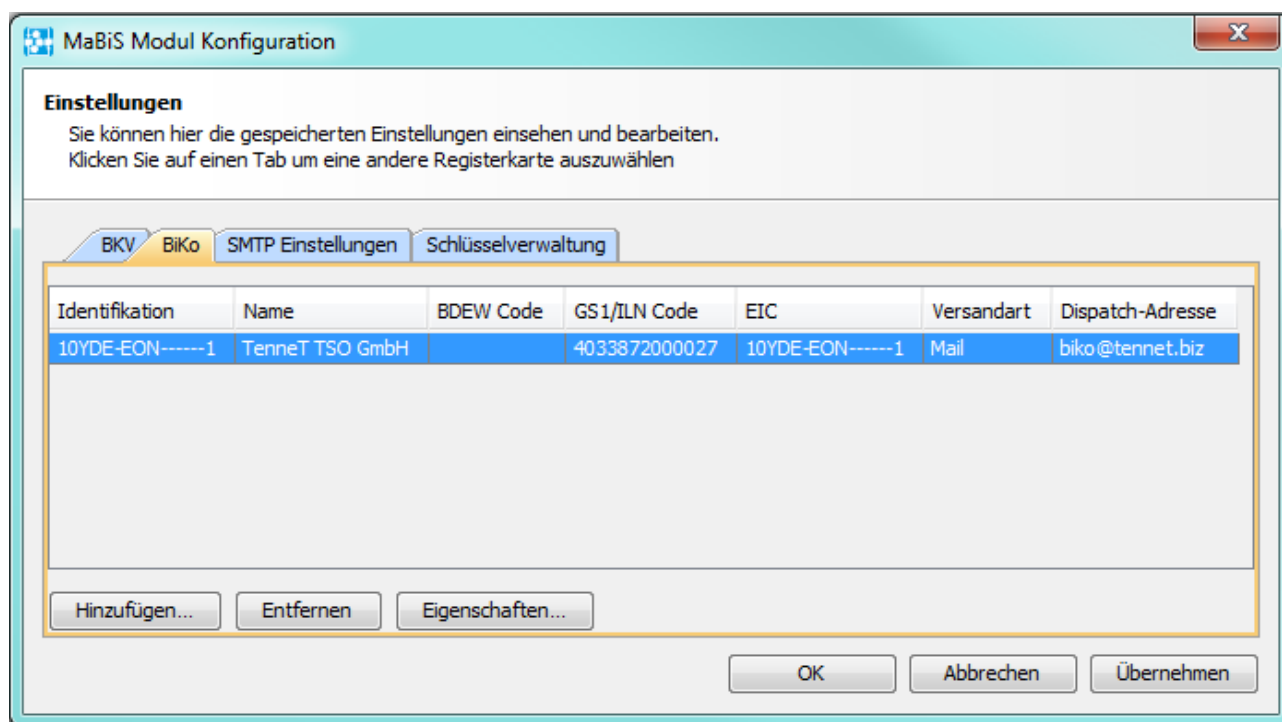 MaBiS Modul Konfiguration
Einstellungen
Sie können hier die gespeicherten Einstellungen einsehen und bearbeiten.
Klicken Sie auf einen Tab um eine andere Registerkarte auszuwählen
BKV BiKo SMTP Einstellungen Schlüsselverwaltung
Identifikation Name BDEW Code GS1/ILN Code EIC Versandart Dispatch-Adresse
10YDE-EON------1 TenneT TSO GmbH 4033872000027 10YDE-EON------1 Mail biko@tennet.biz
Hinzufügen... Entfernen Eigenschaften...
OK Abbrechen Übernehmen